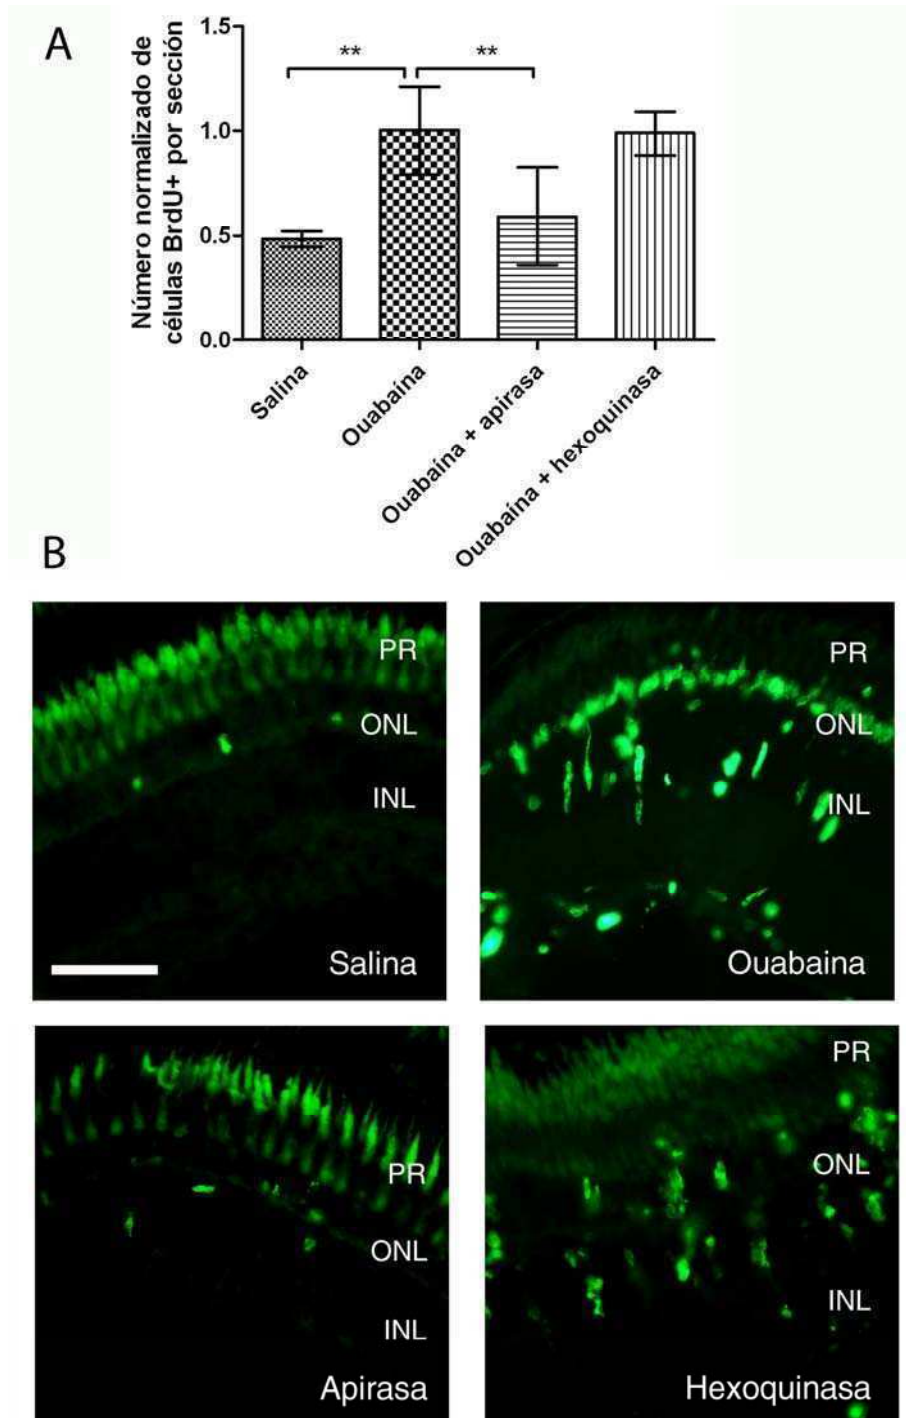 A
Número normalizado de
células BrdU+ por sección
1.5
1.0
0.5
0.0
** **
Salina
Ouabaína
Ouabaína + apirasa
Ouabaína + hexoquinasa
B
PR
ONL
INL
Salina
PR
ONL
INL
Ouabaina
PR
ONL
INL
Apirasa
PR
ONL
INL
Hexoquinasa